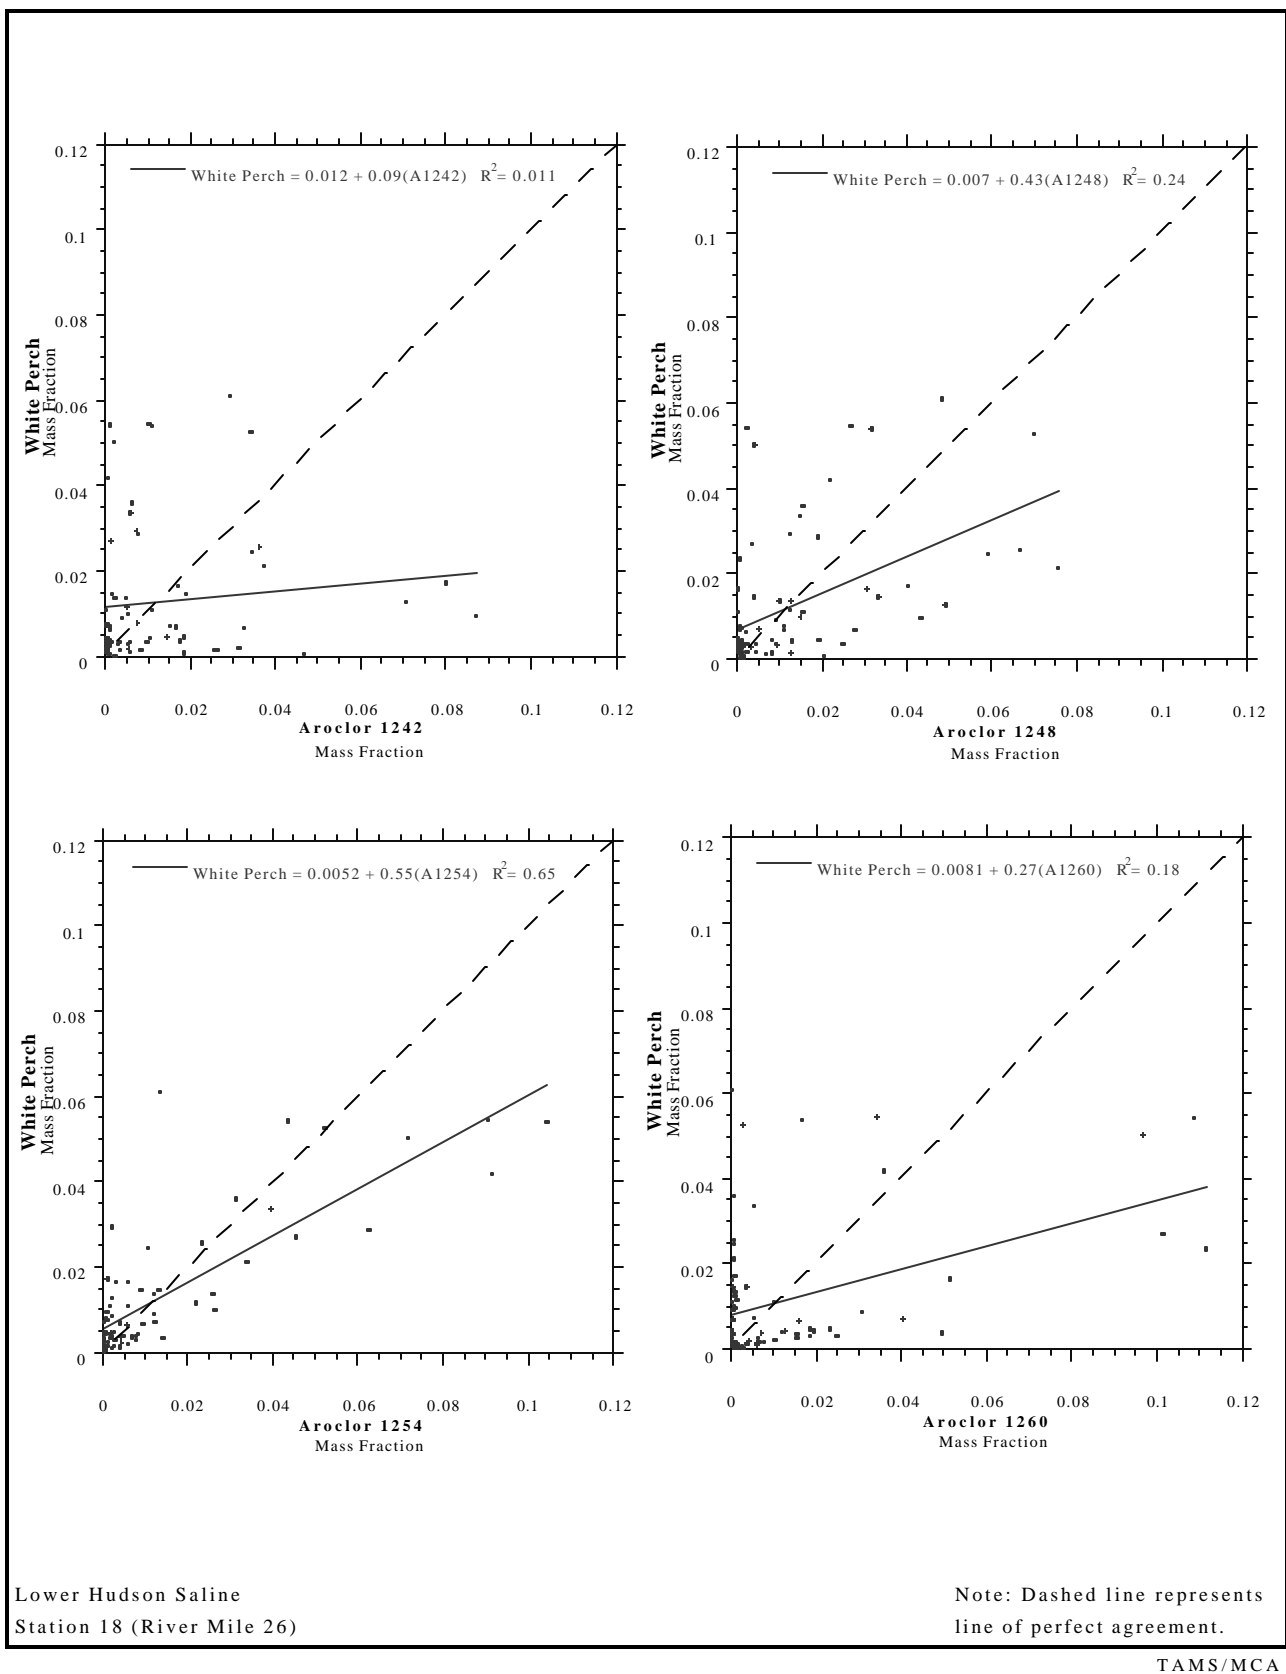 0.12
0.1
0.08
0.06
0.04
0.02
0
White Perch
Mass Fraction
White Perch = 0.012 + 0.09(A1242) R2= 0.011
0 0.02 0.04 0.06 0.08 0.1 0.12
Aroclor 1242
Mass Fraction
0.12
0.1
0.08
0.06
0.04
0.02
0
White Perch
Mass Fraction
White Perch = 0.007 + 0.43(A1248) R2= 0.24
0 0.02 0.04 0.06 0.08 0.1 0.12
Aroclor 1248
Mass Fraction
0.12
0.1
0.08
0.06
0.04
0.02
0
White Perch
Mass Fraction
White Perch = 0.0052 + 0.55(A1254) R2= 0.65
0 0.02 0.04 0.06 0.08 0.1 0.12
Aroclor 1254
Mass Fraction
0.12
0.1
0.08
0.06
0.04
0.02
0
White Perch
Mass Fraction
White Perch = 0.0081 + 0.27(A1260) R2= 0.18
0 0.02 0.04 0.06 0.08 0.1 0.12
Aroclor 1260
Mass Fraction
Lower Hudson Saline
Station 18 (River Mile 26)
Note: Dashed line represents
line of perfect agreement.
TAMS/MCA